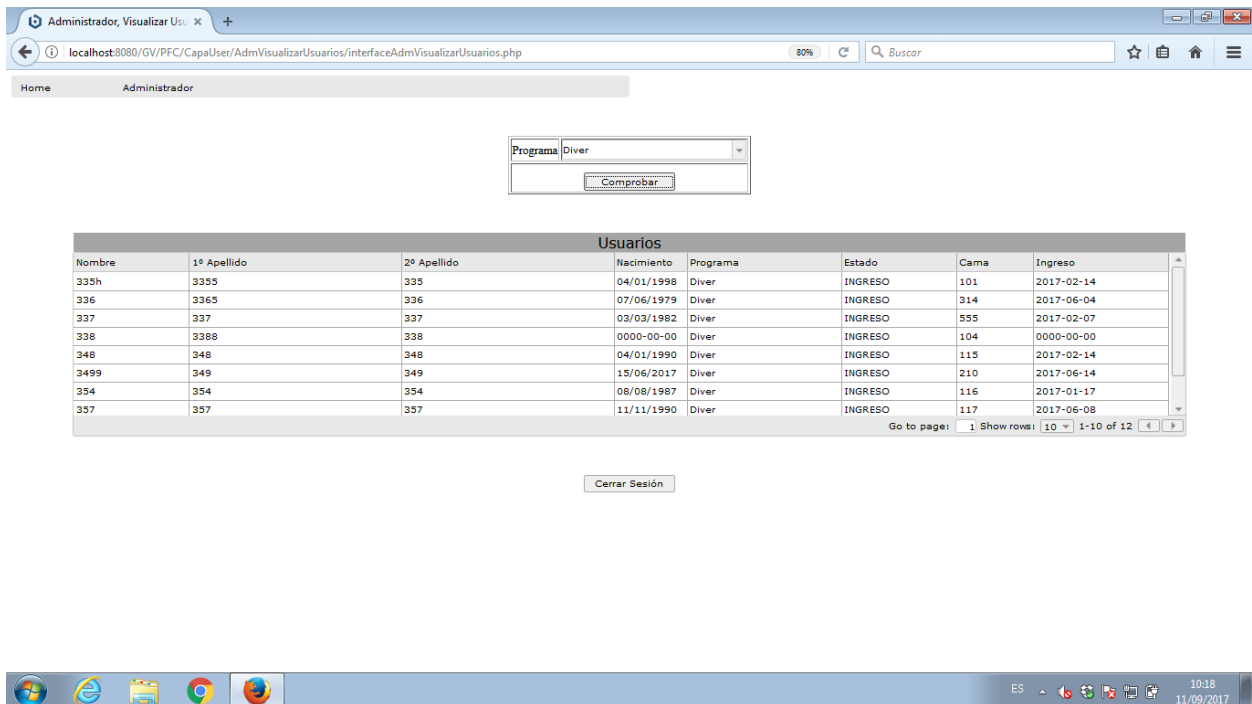 Administrador, Visualizar Usu
localhost:8080/GV/PFC/CapaUser/AdmVisualizarUsuarios/interfaceAdmVisualizarUsuarios.php 80% Buscar
Home Administrador
Programa Diver
Comprobar
Usuarios
Nombre 1º Apellido 2º Apellido Nacimiento Programa Estado Cama Ingreso
335h 3355 335 04/01/1998 Diver INGRESO 101 2017-02-14
336 3365 336 07/06/1979 Diver INGRESO 314 2017-06-04
337 337 337 03/03/1982 Diver INGRESO 555 2017-02-07
338 3388 338 0000-00-00 Diver INGRESO 104 0000-00-00
348 348 348 04/01/1990 Diver INGRESO 115 2017-02-14
3499 349 349 15/06/2017 Diver INGRESO 210 2017-06-14
354 354 354 08/08/1987 Diver INGRESO 116 2017-01-17
357 357 357 11/11/1990 Diver INGRESO 117 2017-06-08
Go to page: 1 Show rows: 10 1-10 of 12
Cerrar Sesión
ES 10:18
11/09/2017